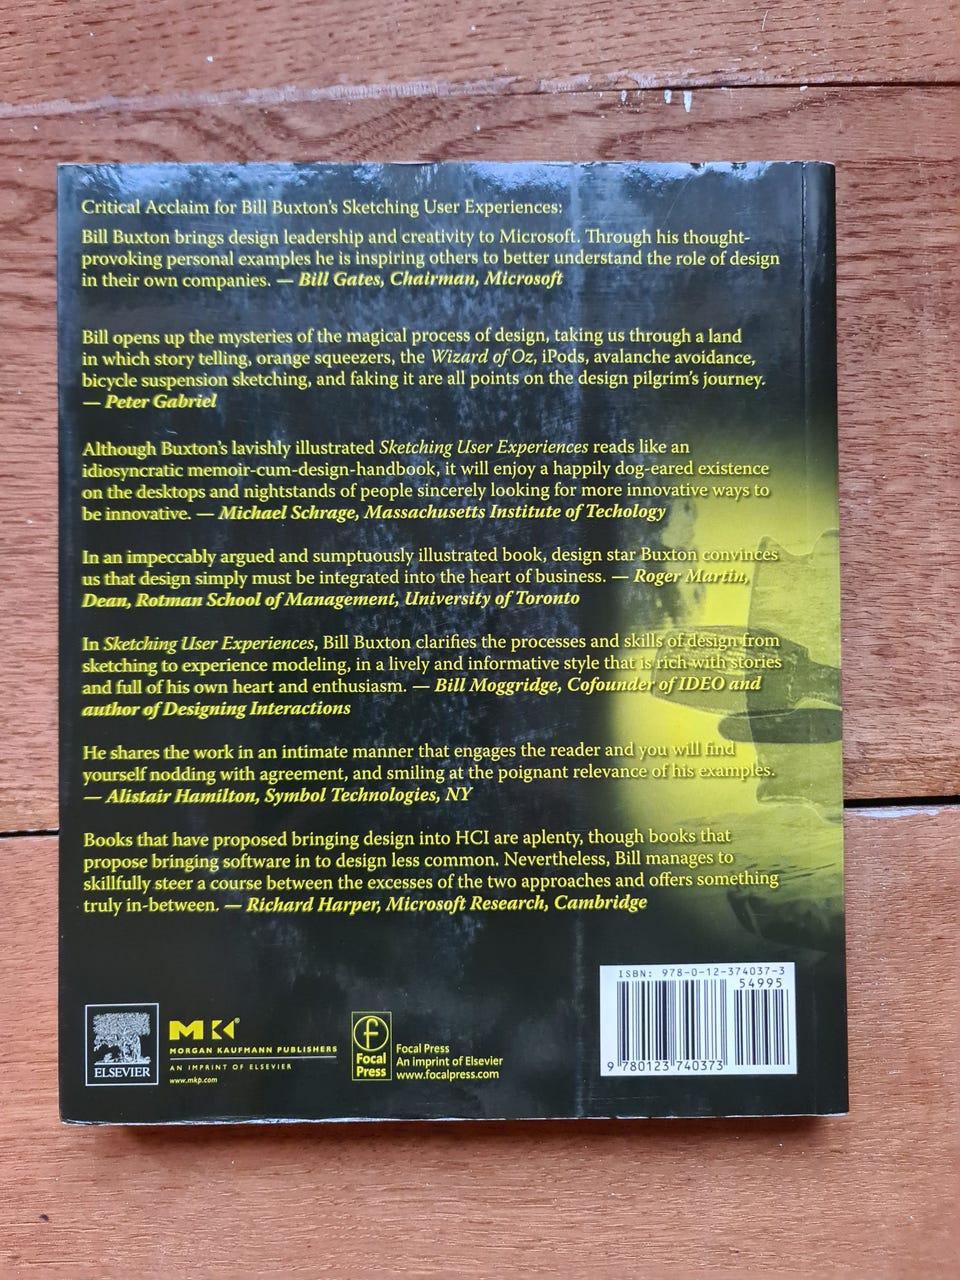 Critical Acclaim for Bill Buxton's Sketching User Experiences:
Bill Buxton brings design leadership and creativity to Microsoft. Through his thought-
provoking personal examples he is inspiring others to better understand the role of design
in their own companies. — Bill Gates, Chairman, Microsoft
Bill opens up the mysteries of the magical process of design, taking us through a land
in which story telling, orange squeezers, the Wizard of Oz, iPods, avalanche avoidance,
bicycle suspension sketching, and faking it are all points on the design pilgrim's journey.
— Peter Gabriel
Although Buxton's lavishly illustrated Sketching User Experiences reads like an
idiosyncratic memoir-cum-design-handbook, it will enjoy a happily dog-eared existence
on the desktops and nightstands of people sincerely looking for more innovative ways to
be innovative. — Michael Schrage, Massachusetts Institute of Techology
In an impeccably argued and sumptuously illustrated book, design star Buxton convinces
us that design simply must be integrated into the heart of business. — Roger Martin,
Dean, Rotman School of Management, University of Toronto
In Sketching User Experiences, Bill Buxton clarifies the processes and skills of design from
sketching to experience modeling, in a lively and informative style that is rich with stories
and full of his own heart and enthusiasm. — Bill Moggridge, Cofounder of IDEO and
author of Designing Interactions
He shares the work in an intimate manner that engages the reader and you will find
yourself nodding with agreement, and smiling at the poignant relevance of his examples.
— Alistair Hamilton, Symbol Technologies, NY
Books that have proposed bringing design into HCI are aplenty, though books that
propose bringing software in to design less common. Nevertheless, Bill manages to
skillfully steer a course between the excesses of the two approaches and offers something
truly in-between. — Richard Harper, Microsoft Research, Cambridge
ELSEVIER
MK®
MORGAN KAUFMANN PUBLISHERS
AN IMPRINT OF ELSEVIER
www.mkp.com
f
Focal
Press
Focal Press
An imprint of Elsevier
www.focalpress.com
ISBN: 978-0-12-374037-3
54995
9 780123 740373